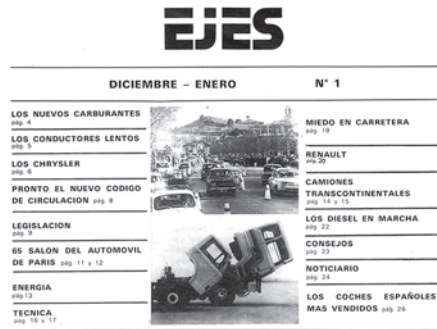 EJES
DICIEMBRE – ENERO N° 1
LOS NUEVOS CARBURANTES
pág. 4
LOS CONDUCTORES LENTOS
pág. 5
LOS CHRYSLER
pág. 6
PRONTO EL NUEVO CODIGO
DE CIRCULACION pág. 8
LEGISLACION
pág. 9
65 SALON DEL AUTOMOVIL
DE PARIS pág. 11 y 12
ENERGIA
pág 13
TECNICA
pág. 16 y 17
MIEDO EN CARRETERA
pág. 19
RENAULT
pág. 20
CAMIONES
TRANSCONTINENTALES
pág 14 y 15
LOS DIESEL EN MARCHA
pág. 22
CONSEJOS
pág. 23
NOTICIARIO
pág. 24
LOS COCHES ESPAÑOLES
MAS VENDIDOS pág. 26